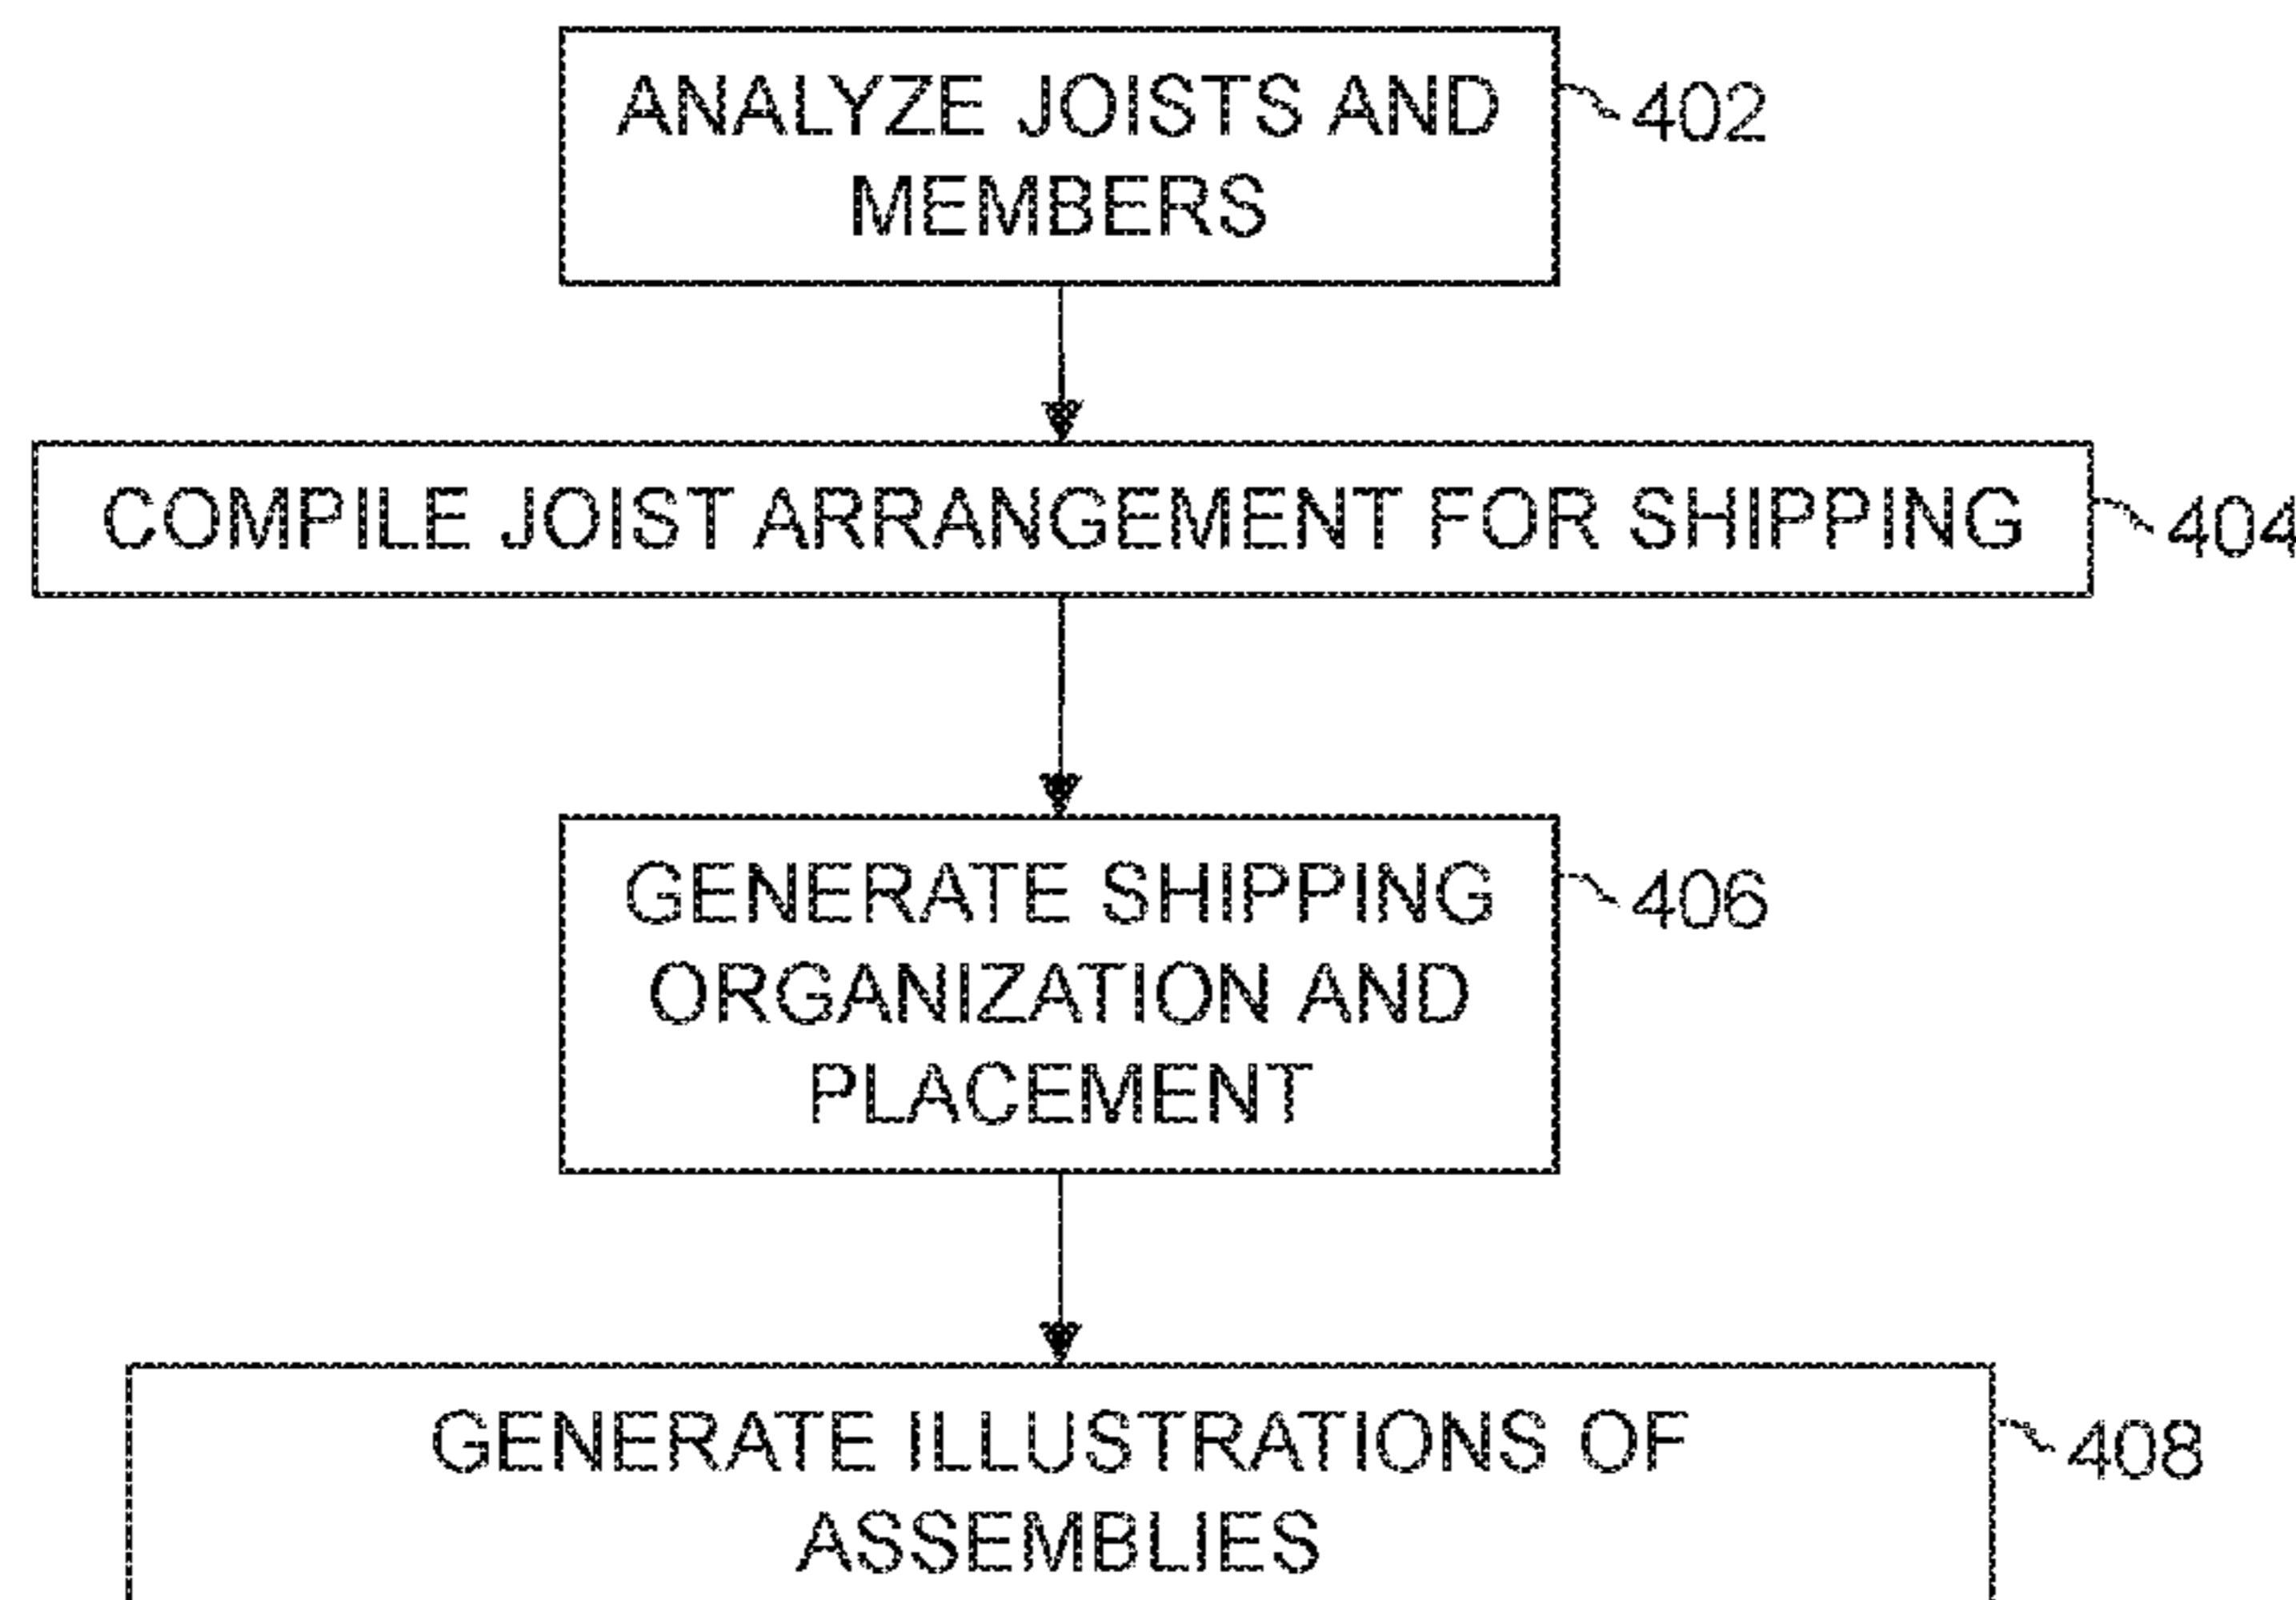 ANALYZE JOISTS AND
MEMBERS
402
COMPILE JOIST ARRANGEMENT FOR SHIPPING
404
GENERATE SHIPPING
ORGANIZATION AND
PLACEMENT
406
GENERATE ILLUSTRATIONS OF
ASSEMBLIES
408